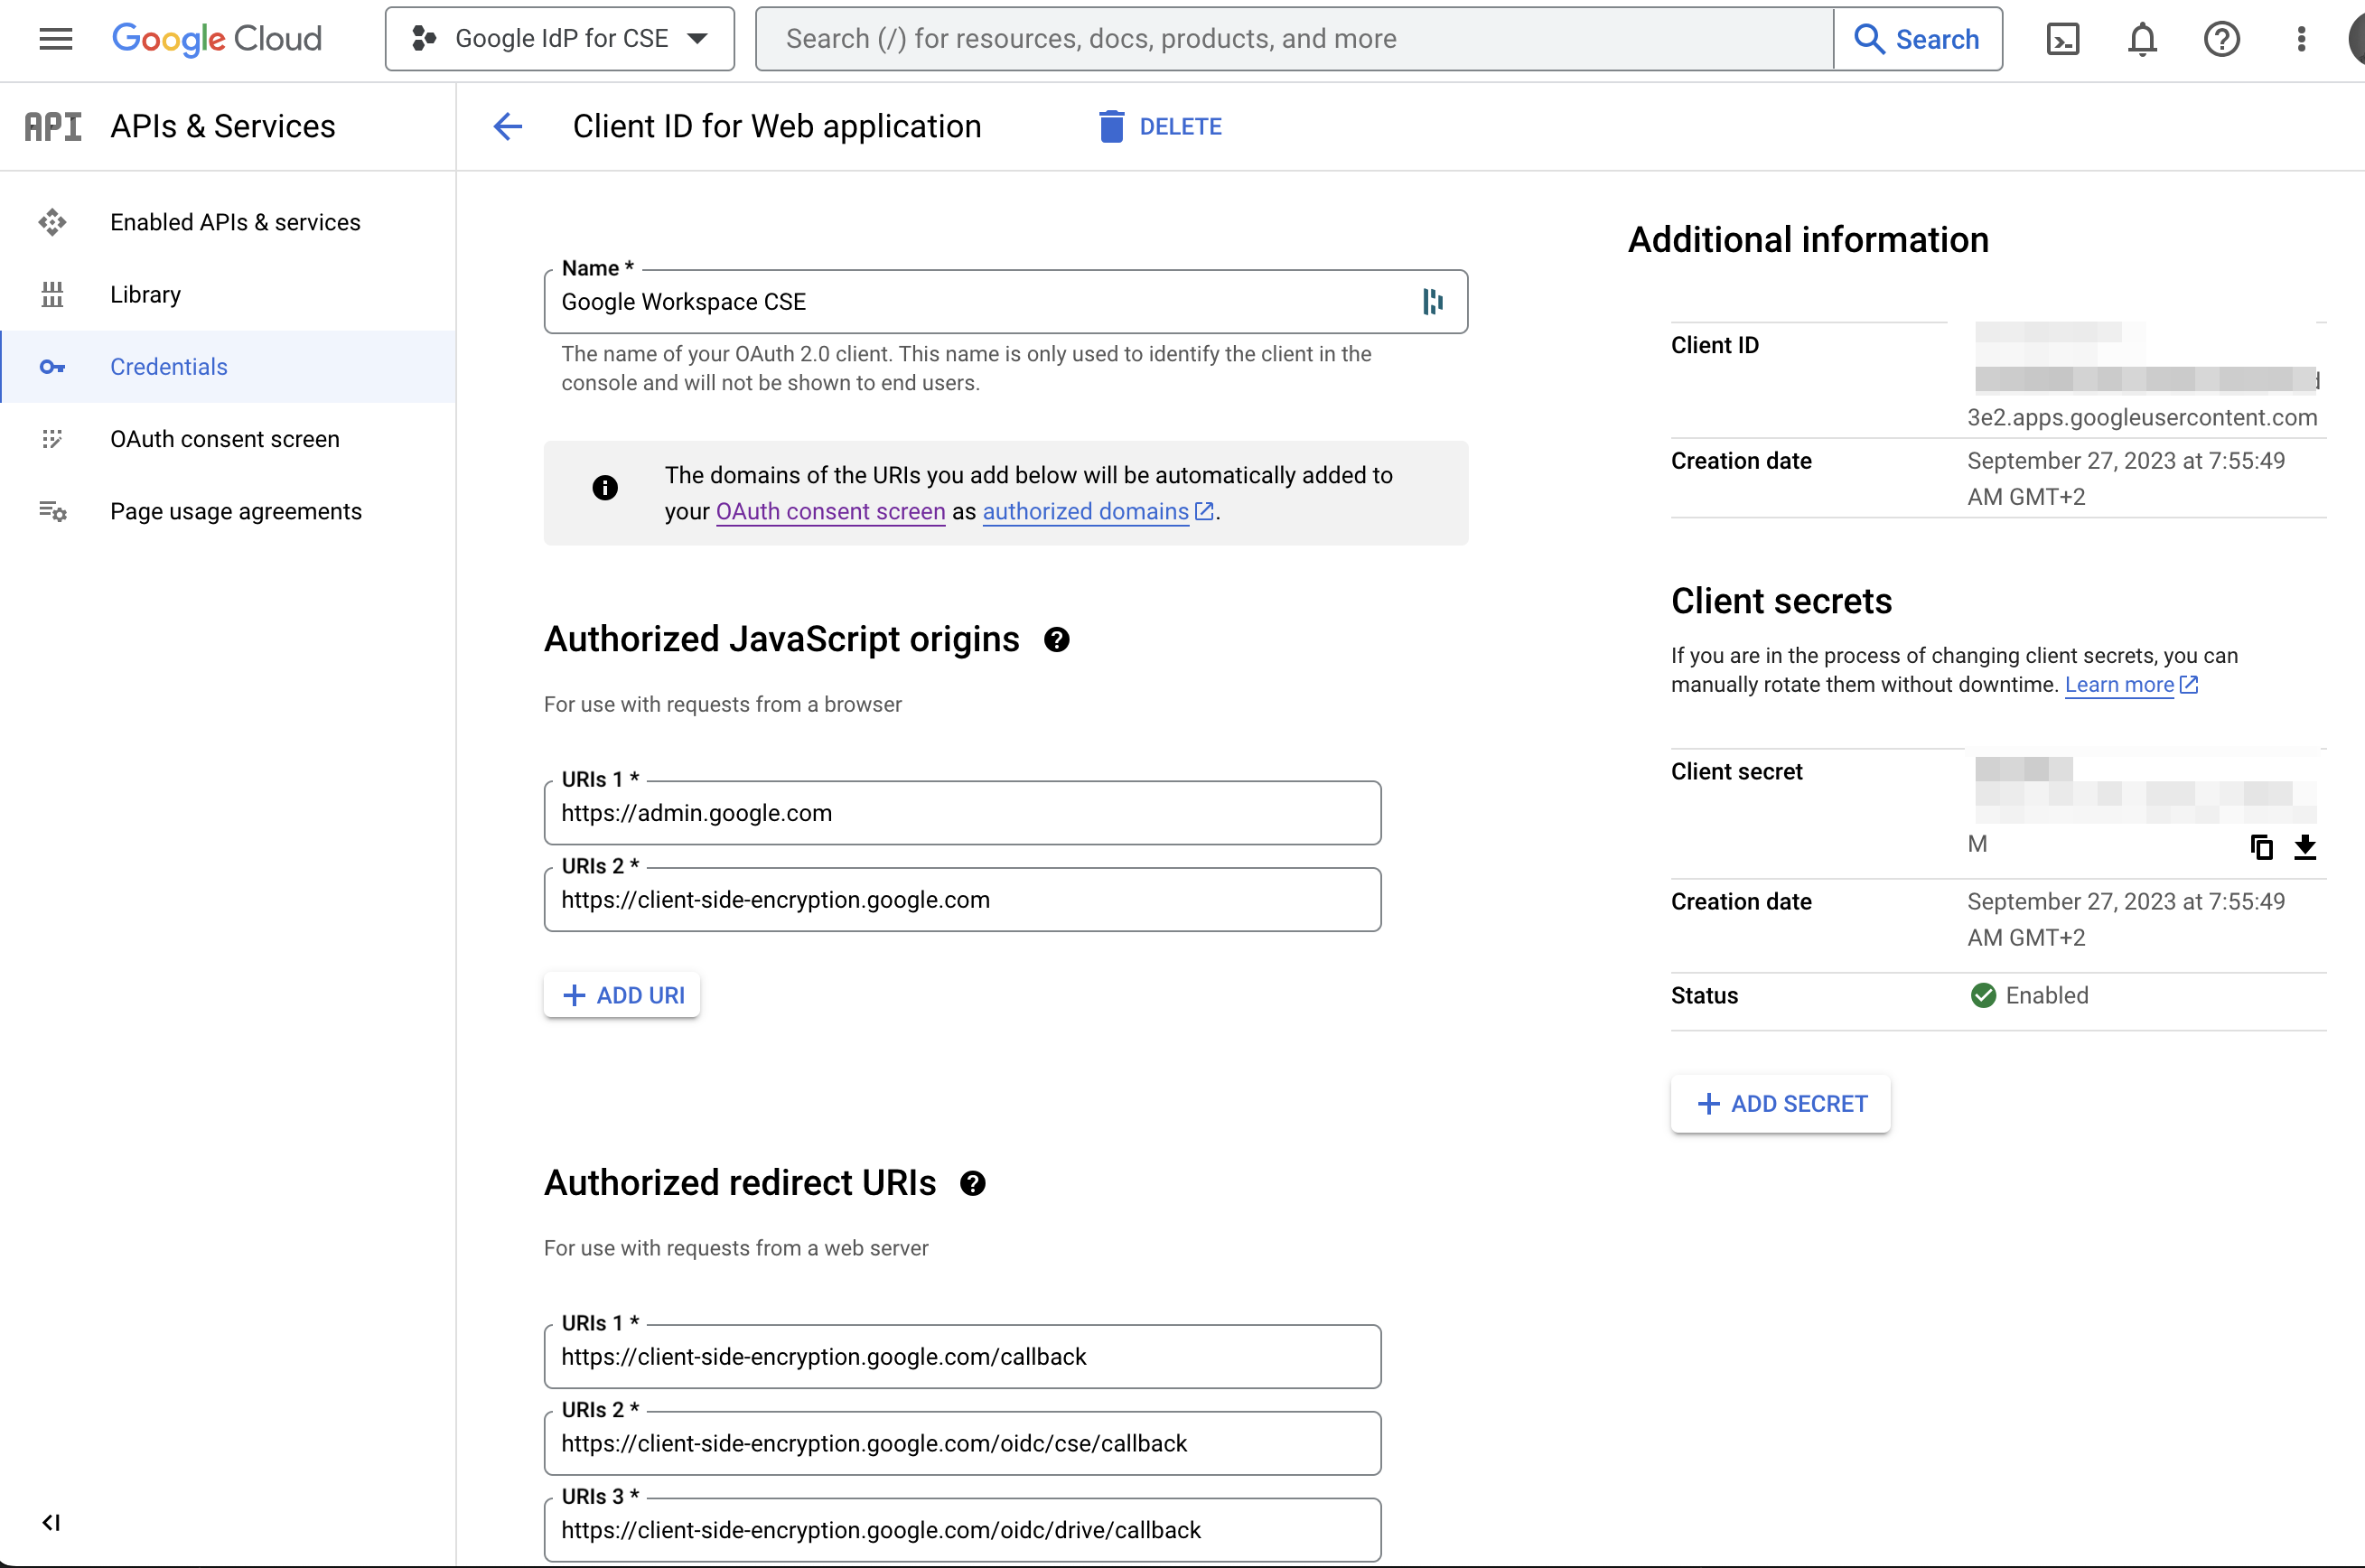 Google Cloud
Google IdP for CSE
Search (/) for resources, docs, products, and more
Search
API
APIs & Services
Client ID for Web application
DELETE
Enabled APIs & services
Library
Credentials
OAuth consent screen
Page usage agreements
Name *
Google Workspace CSE
The name of your OAuth 2.0 client. This name is only used to identify the client in the
console and will not be shown to end users.
The domains of the URIs you add below will be automatically added to
your OAuth consent screen as authorized domains.
Authorized JavaScript origins
For use with requests from a browser
URIs 1 *
https://admin.google.com
URIs 2 *
https://client-side-encryption.google.com
ADD URI
Authorized redirect URIs
For use with requests from a web server
URIs 1 *
https://client-side-encryption.google.com/callback
URIs 2 *
https://client-side-encryption.google.com/oidc/cse/callback
URIs 3 *
https://client-side-encryption.google.com/oidc/drive/callback
Additional information
Client ID
3e2.apps.googleusercontent.com
Creation date
September 27, 2023 at 7:55:49
AM GMT+2
Client secrets
If you are in the process of changing client secrets, you can
manually rotate them without downtime. Learn more
Client secret
M
Creation date
September 27, 2023 at 7:55:49
AM GMT+2
Status
Enabled
ADD SECRET